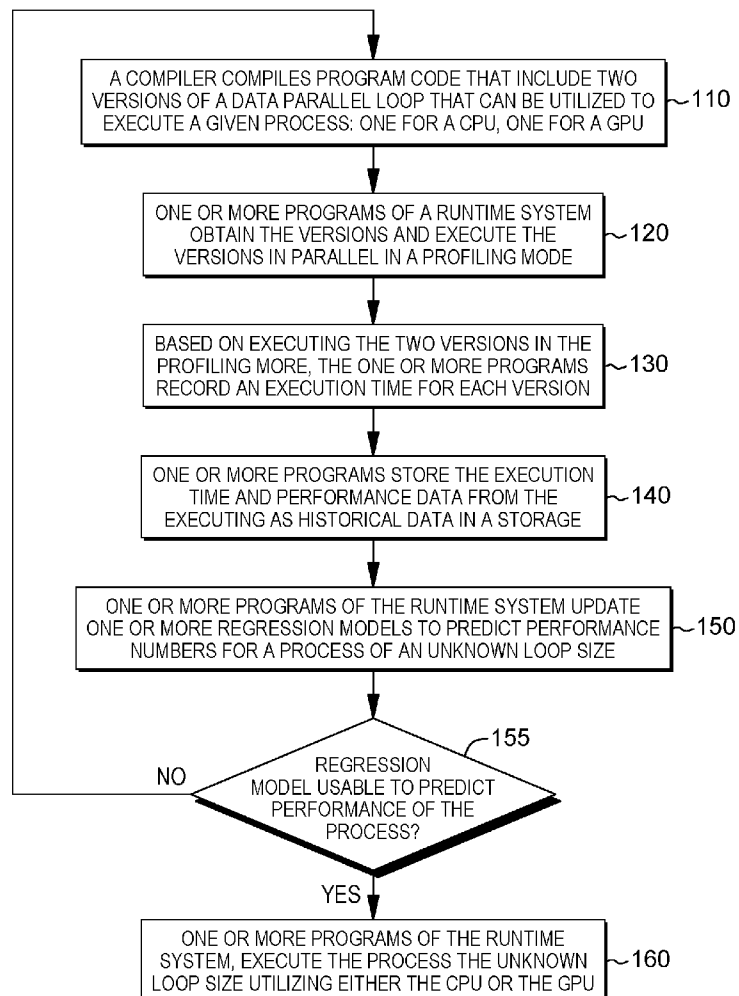 A COMPILER COMPILES PROGRAM CODE THAT INCLUDE TWO
VERSIONS OF A DATA PARALLEL LOOP THAT CAN BE UTILIZED TO
EXECUTE A GIVEN PROCESS: ONE FOR A CPU, ONE FOR A GPU
110
ONE OR MORE PROGRAMS OF A RUNTIME SYSTEM
OBTAIN THE VERSIONS AND EXECUTE THE
VERSIONS IN PARALLEL IN A PROFILING MODE
120
BASED ON EXECUTING THE TWO VERSIONS IN THE
PROFILING MORE, THE ONE OR MORE PROGRAMS
RECORD AN EXECUTION TIME FOR EACH VERSION
130
ONE OR MORE PROGRAMS STORE THE EXECUTION
TIME AND PERFORMANCE DATA FROM THE
EXECUTING AS HISTORICAL DATA IN A STORAGE
140
ONE OR MORE PROGRAMS OF THE RUNTIME SYSTEM UPDATE
ONE OR MORE REGRESSION MODELS TO PREDICT PERFORMANCE
NUMBERS FOR A PROCESS OF AN UNKNOWN LOOP SIZE
150
155
NO
REGRESSION
MODEL USABLE TO PREDICT
PERFORMANCE OF THE
PROCESS?
YES
ONE OR MORE PROGRAMS OF THE RUNTIME
SYSTEM, EXECUTE THE PROCESS THE UNKNOWN
LOOP SIZE UTILIZING EITHER THE CPU OR THE GPU
160